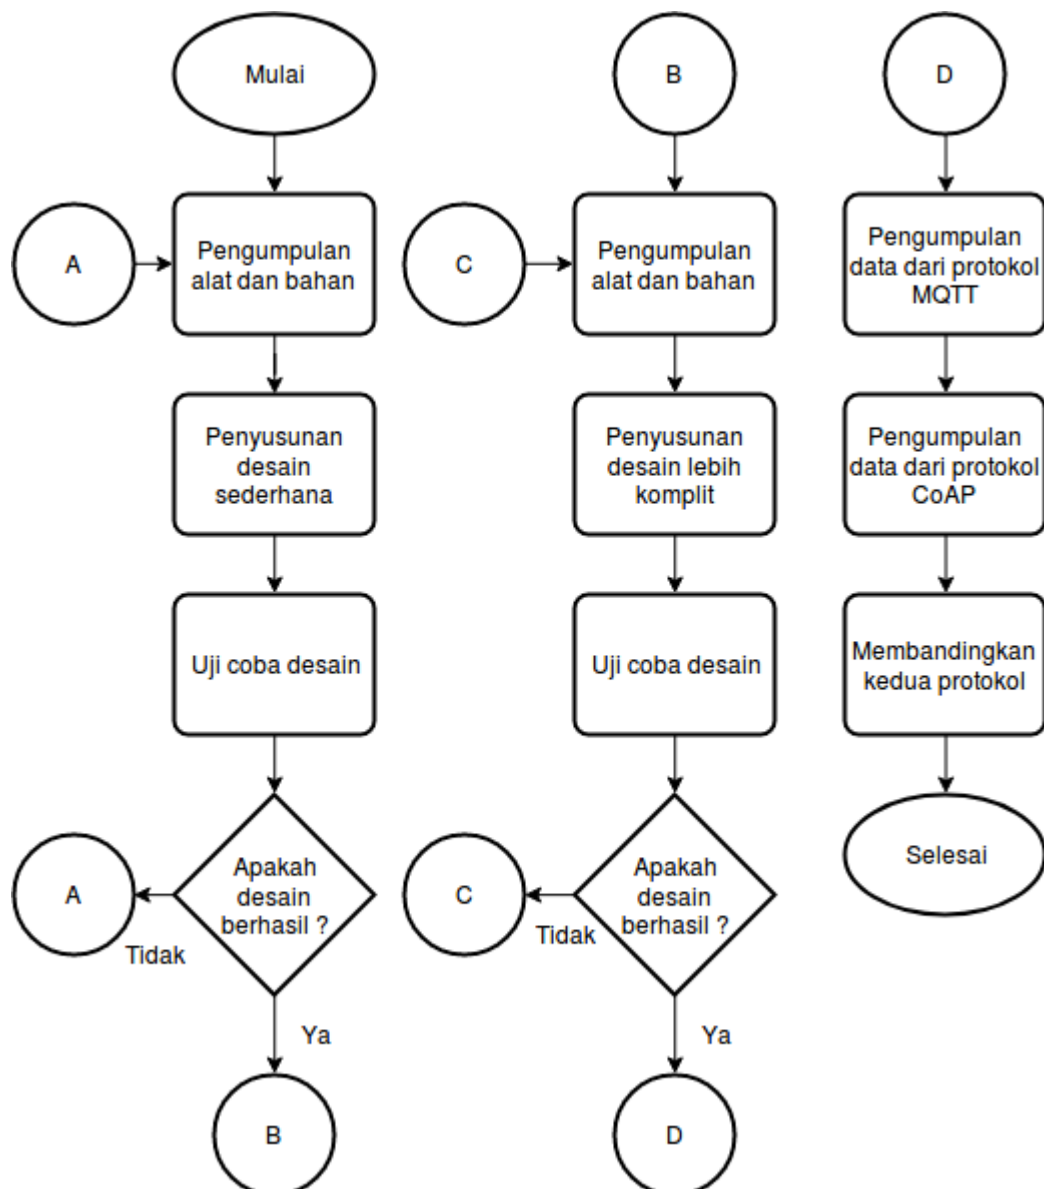 Mulai
A
Pengumpulan
alat dan bahan
Penyusunan
desain
sederhana
Uji coba desain
Apakah
desain
berhasil ?
A
Tidak
Ya
B
B
C
Pengumpulan
alat dan bahan
Penyusunan
desain lebih
komplit
Uji coba desain
Apakah
desain
berhasil ?
C
Tidak
Ya
D
D
Pengumpulan
data dari protokol
MQTT
Pengumpulan
data dari protokol
CoAP
Membandingkan
kedua protokol
Selesai